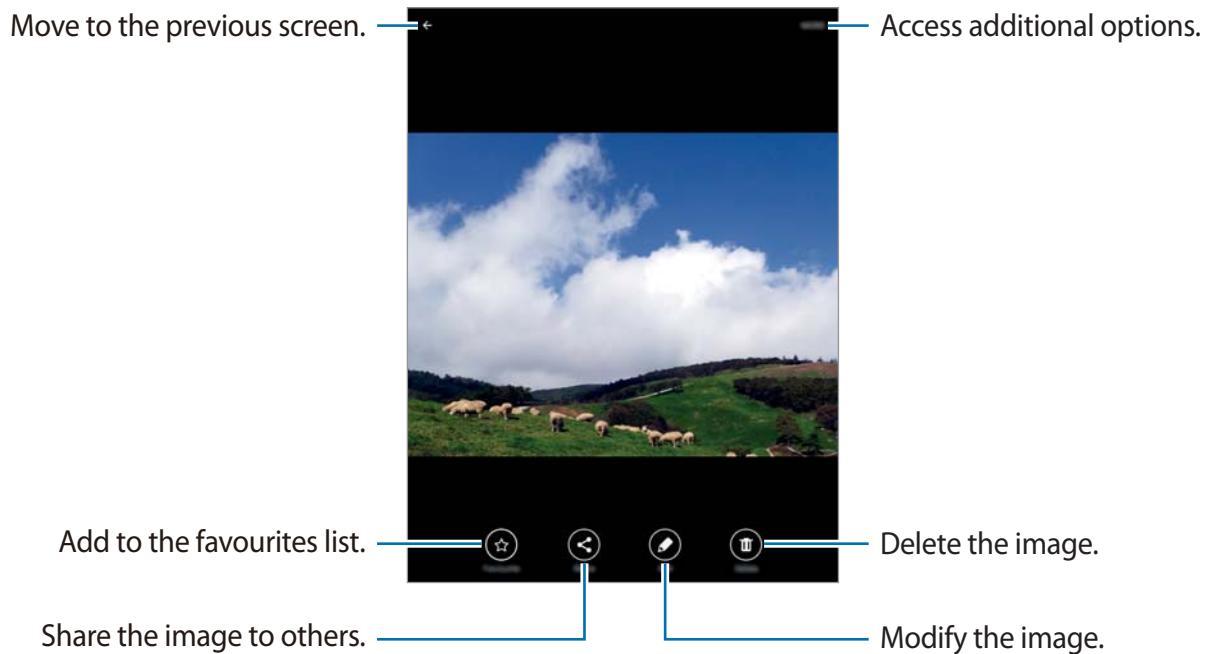 Move to the previous screen.
Access additional options.
Add to the favourites list.
Delete the image.
Share the image to others.
Modify the image.